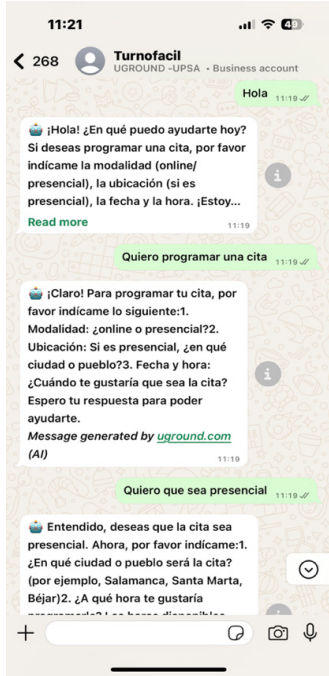 11:21
49
268
Turnofacil
UGROUND -UPSA • Business account
Hola 11:19
¡Hola! ¿En qué puedo ayudarte hoy?
Si deseas programar una cita, por favor
indícame la modalidad (online/
presencial), la ubicación (si es
presencial), la fecha y la hora. ¡Estoy...
Read more 11:19
Quiero programar una cita 11:19
¡Claro! Para programar tu cita, por
favor indícame lo siguiente:1.
Modalidad: ¿online o presencial?2.
Ubicación: Si es presencial, ¿en qué
ciudad o pueblo?3. Fecha y hora:
¿Cuándo te gustaría que sea la cita?
Espero tu respuesta para poder
ayudarte.
Message generated by uground.com
(AI) 11:19
Quiero que sea presencial 11:19
Entendido, deseas que la cita sea
presencial. Ahora, por favor indícame:1.
¿En qué ciudad o pueblo será la cita?
(por ejemplo, Salamanca, Santa Marta,
Béjar)2. ¿A qué hora te gustaría
programarla? Las horas disponibles